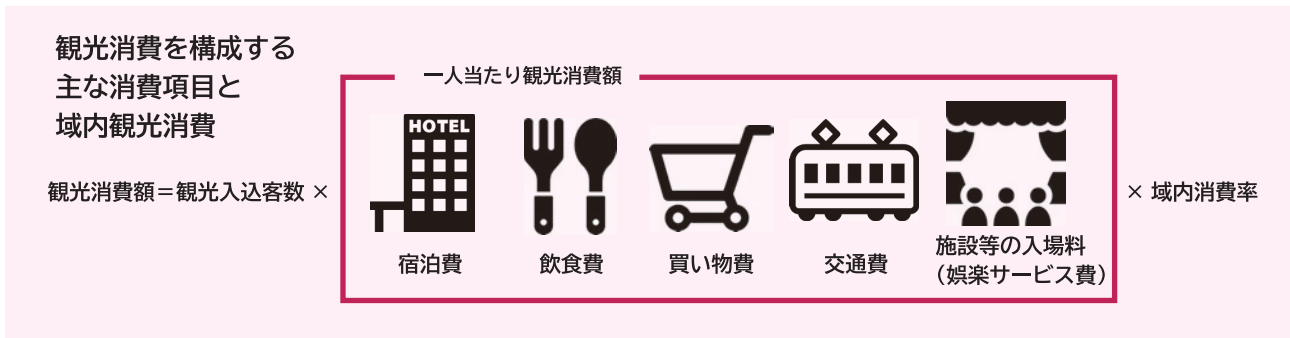 観光消費を構成する
主な消費項目と
域内観光消費
一人当たり観光消費額
HOTEL
観光消費額=観光入込客数 ×
× 域内消費率
宿泊費
飲食費
買い物費
交通費
施設等の入場料
(娯楽サービス費)